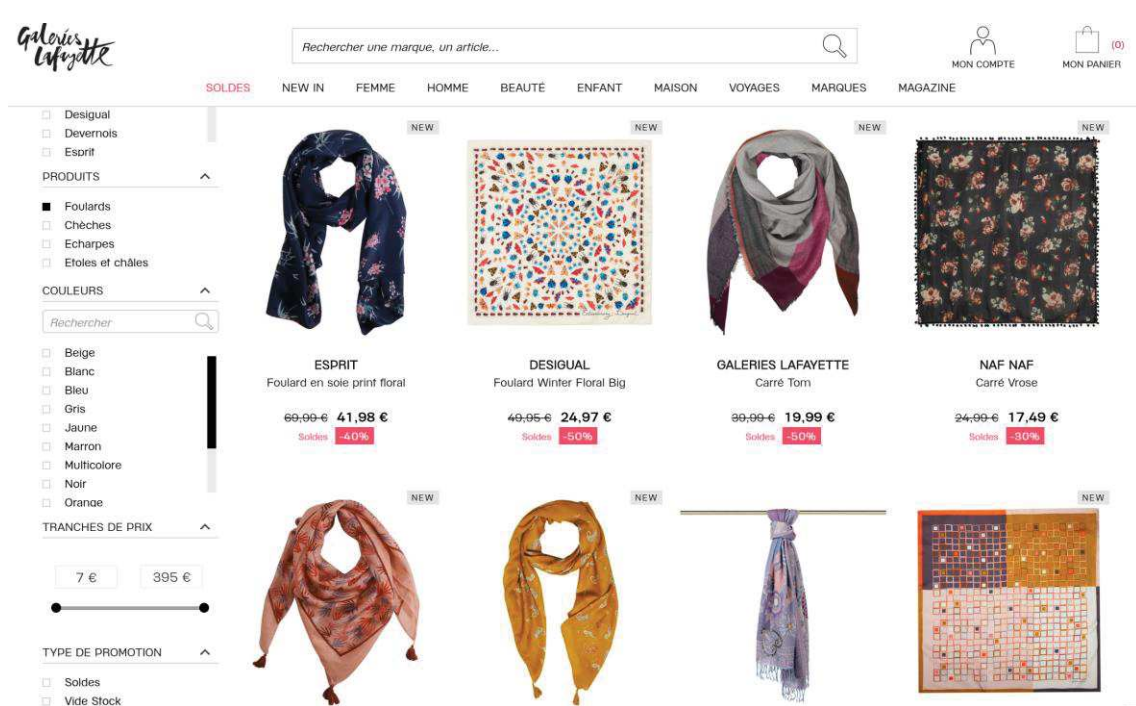 Galeries
Lafayette
Rechercher une marque, un article...
MON COMPTE
MON PANIER
(0)
SOLDES NEW IN FEMME HOMME BEAUTÉ ENFANT MAISON VOYAGES MARQUES MAGAZINE
Desigual
Devernois
Esprit
PRODUITS
Foulards
Chèches
Echarpes
Etoles et châles
COULEURS
Rechercher
Beige
Blanc
Bleu
Gris
Jaune
Marron
Multicolore
Noir
Orange
TRANCHES DE PRIX
7 € 395 €
TYPE DE PROMOTION
Soldes
Vide Stock
NEW
ESPRIT
Foulard en soie print floral
69,99 € 41,98 €
Soldes -40%
NEW
DESIGUAL
Foulard Winter Floral Big
49,95 € 24,97 €
Soldes -50%
NEW
GALERIES LAFAYETTE
Carré Tom
39,99 € 19,99 €
Soldes -50%
NEW
NAF NAF
Carré Vrose
24,99 € 17,49 €
Soldes -30%
NEW
NEW
NEW